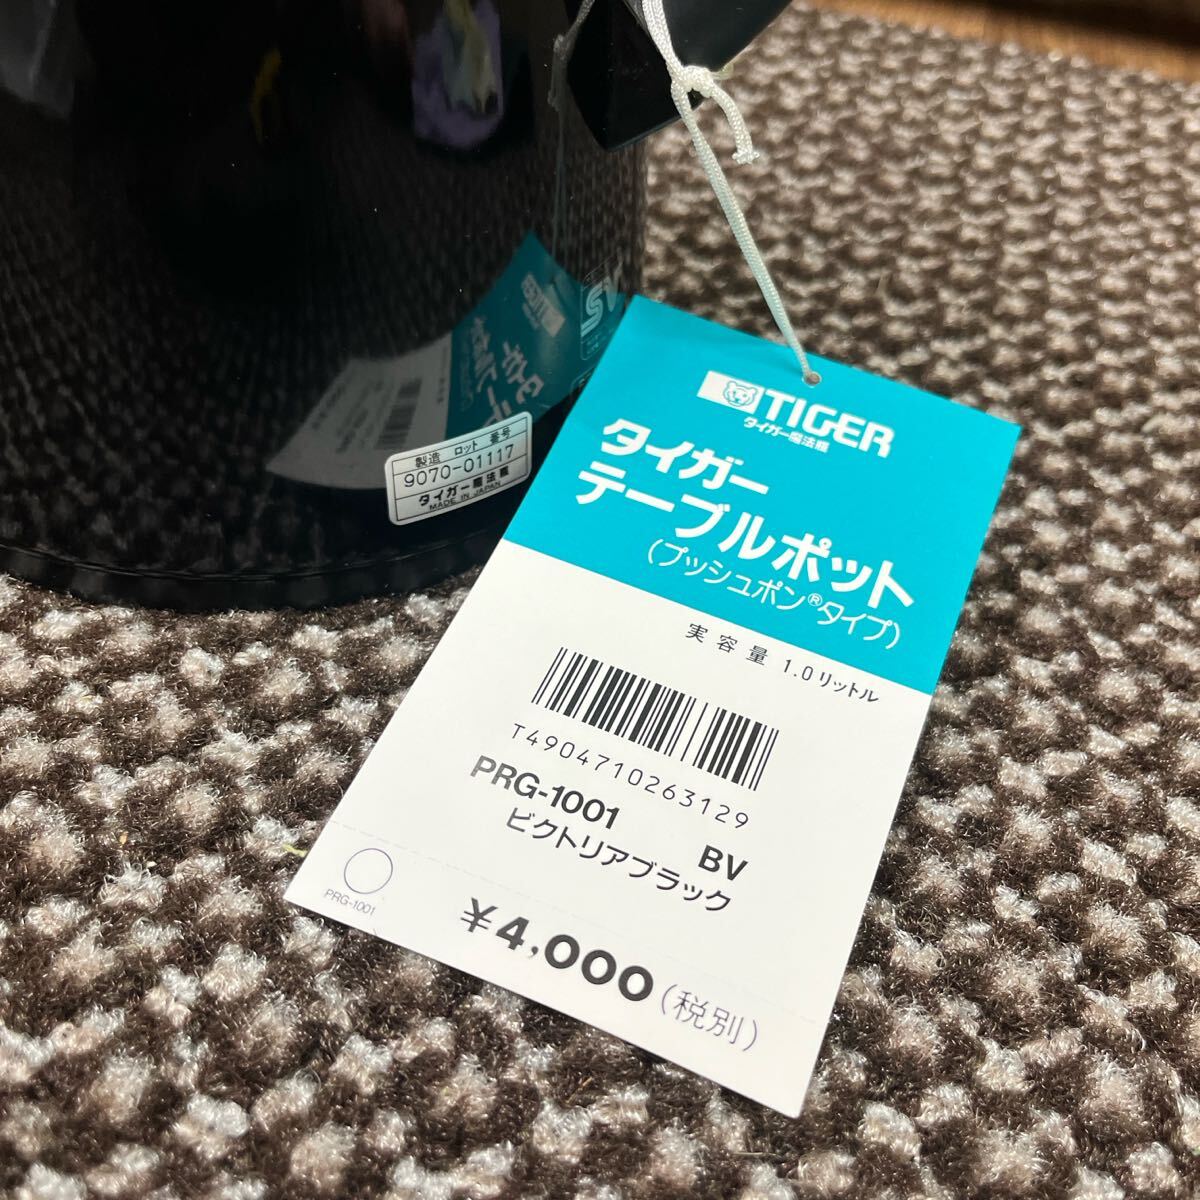 TIGER
タイガー魔法瓶
タイガー
テーブルポット
(プッシュポン®タイプ)
実容量 1.0リットル
T4904710263129
PRG-1001 BV
ビクトリアブラック
PRG-1001
¥4,000(税別)
製造 ロット 番号
9070-01117
タイガー魔法瓶
MADE IN JAPAN